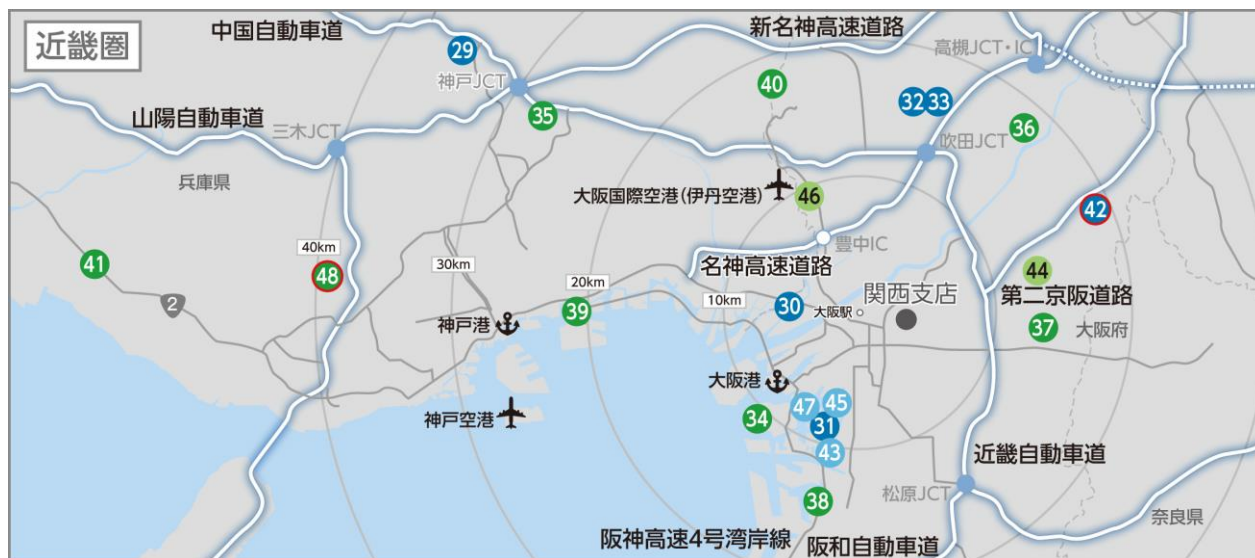 近畿圏
中国自動車道
新名神高速道路
高槻JCT・IC
29
神戸JCT
40
32
33
35
36
山陽自動車道
三木JCT
吹田JCT
兵庫県
大阪国際空港(伊丹空港)
46
42
豊中IC
41
40km
48
30km
名神高速道路
44
2
20km
10km
30
大阪駅
関西支店
第二京阪道路
39
神戸港
37
大阪府
大阪港
神戸空港
34
47
45
31
43
近畿自動車道
松原JCT
38
奈良県
阪神高速4号湾岸線
阪和自動車道